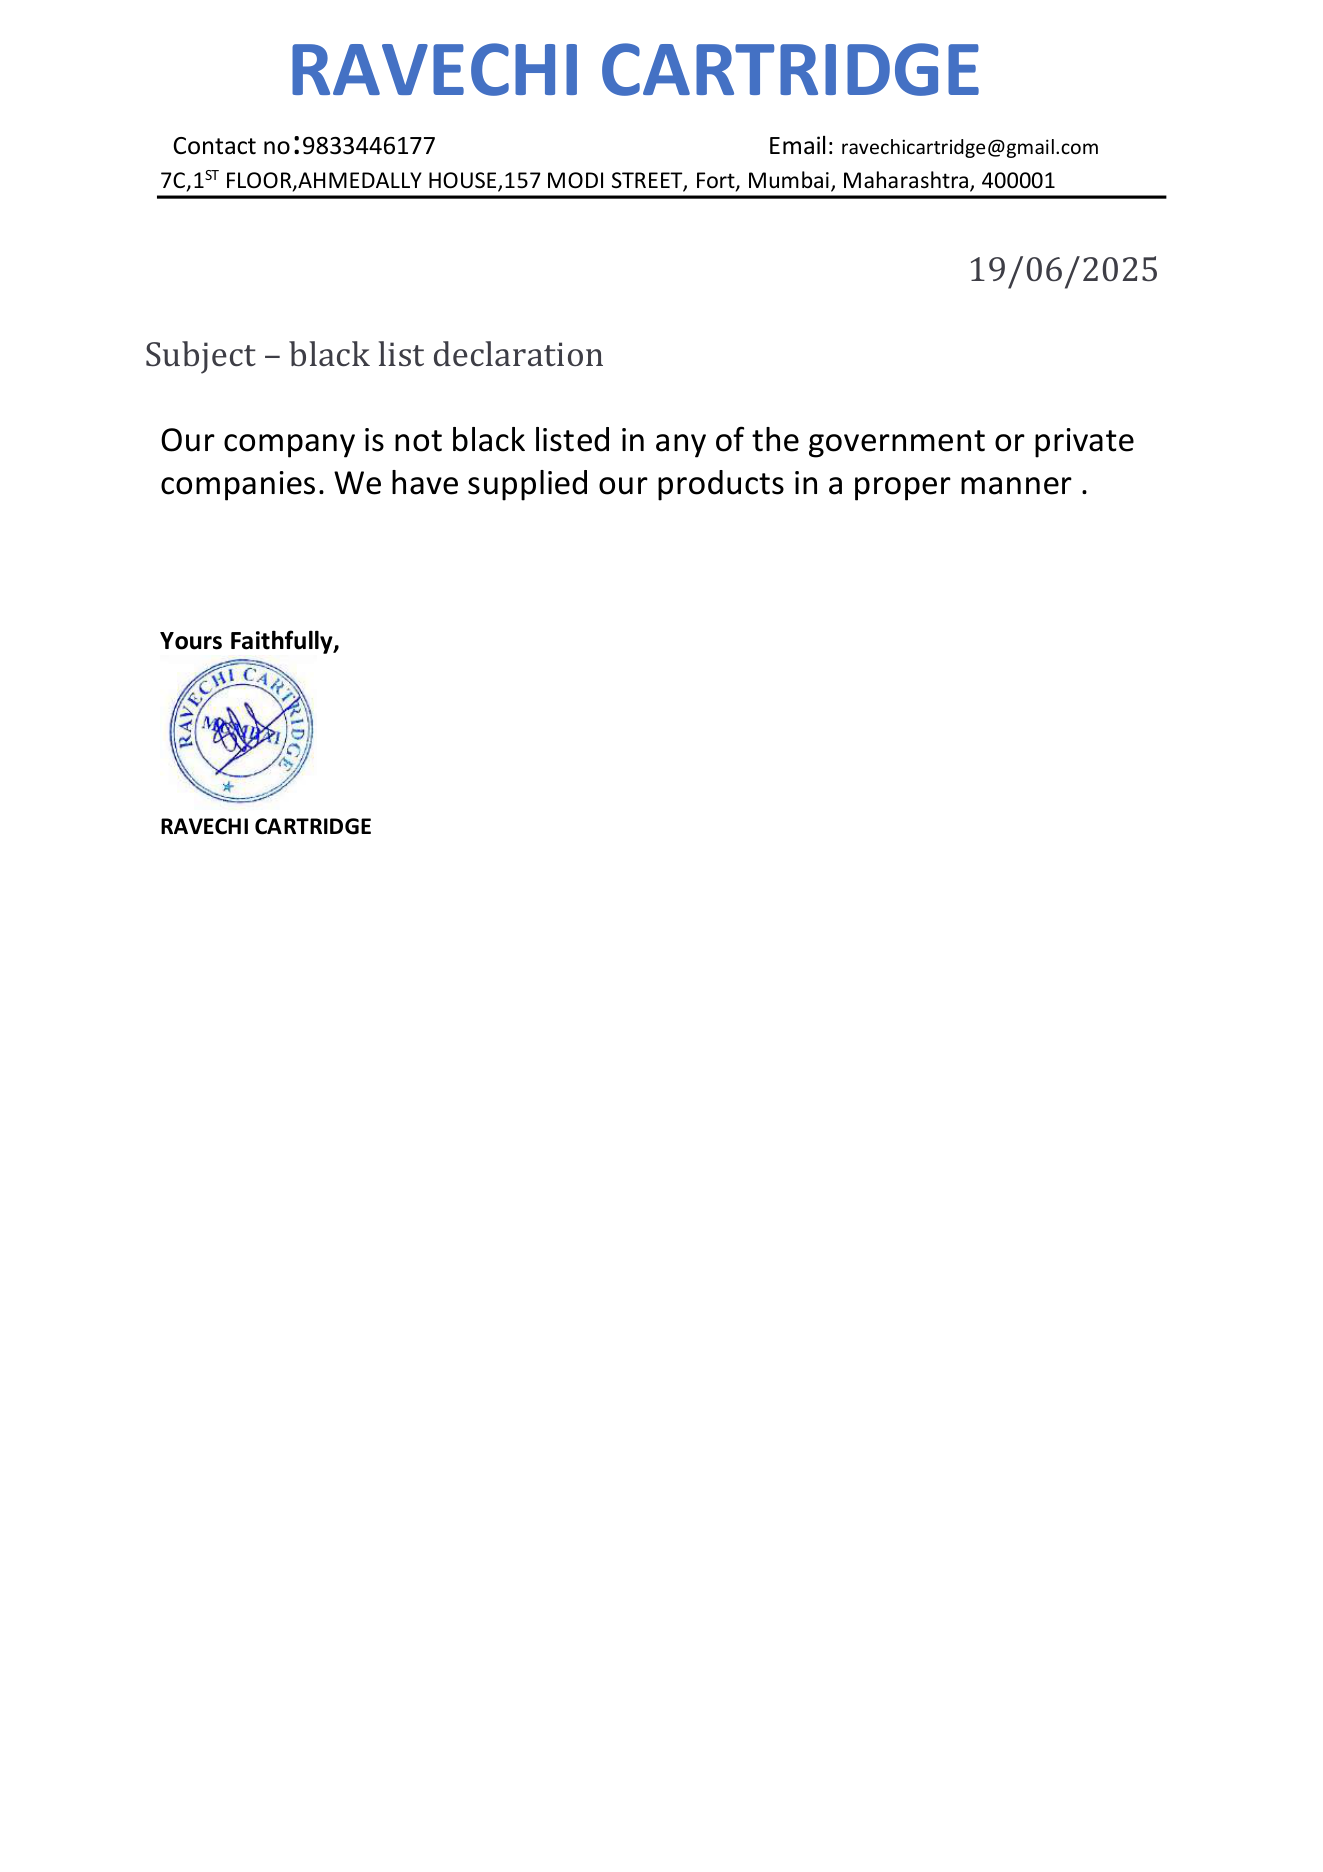 RAVECHI CARTRIDGE
Contact no:9833446177 Email: ravechicartridge@gmail.com
7C,1ST FLOOR,AHMEDALLY HOUSE,157 MODI STREET, Fort, Mumbai, Maharashtra, 400001
19/06/2025
Subject – black list declaration
Our company is not black listed in any of the government or private
companies. We have supplied our products in a proper manner .
Yours Faithfully,
RAVECHI CARTRIDGE
MUMBAI
RAVECHI CARTRIDGE